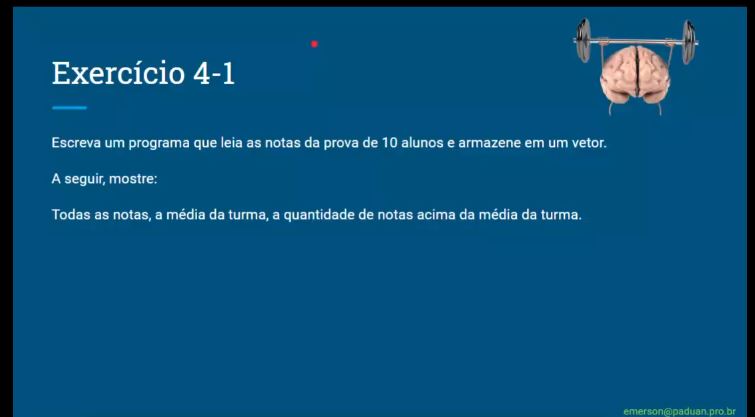 Exercício 4-1
Escreva um programa que leia as notas da prova de 10 alunos e armazene em um vetor.
A seguir, mostre:
Todas as notas, a média da turma, a quantidade de notas acima da média da turma.
emerson@paduan.pro.br